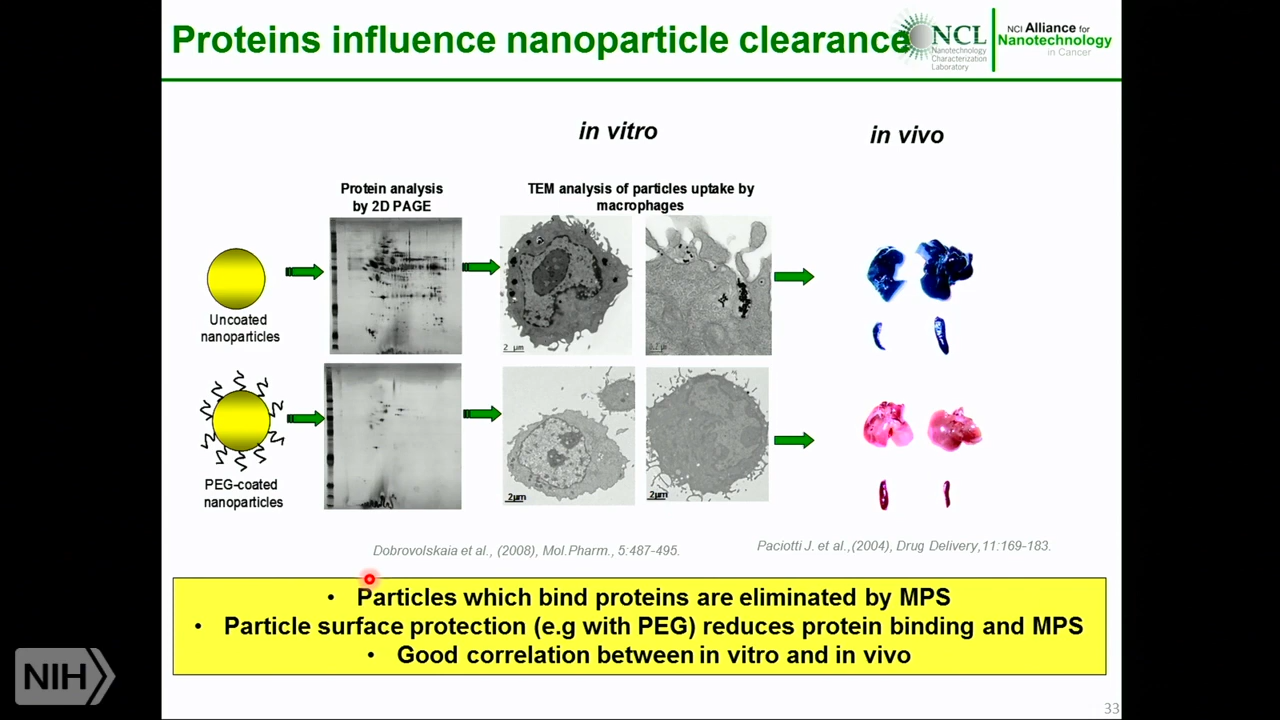 Proteins influence nanoparticle clearance
NCL
Nanotechnology
Characterization
Laboratory
NCI Alliance for
Nanotechnology
in Cancer
in vitro
in vivo
Protein analysis
by 2D PAGE
TEM analysis of particles uptake by
macrophages
Uncoated
nanoparticles
2 µm
PEG-coated
nanoparticles
2µm
2µm
Dobrovolskaia et al., (2008), Mol.Pharm., 5:487-495.
Paciotti J. et al.,(2004), Drug Delivery,11:169-183.
• Particles which bind proteins are eliminated by MPS
• Particle surface protection (e.g with PEG) reduces protein binding and MPS
• Good correlation between in vitro and in vivo
NIH
33